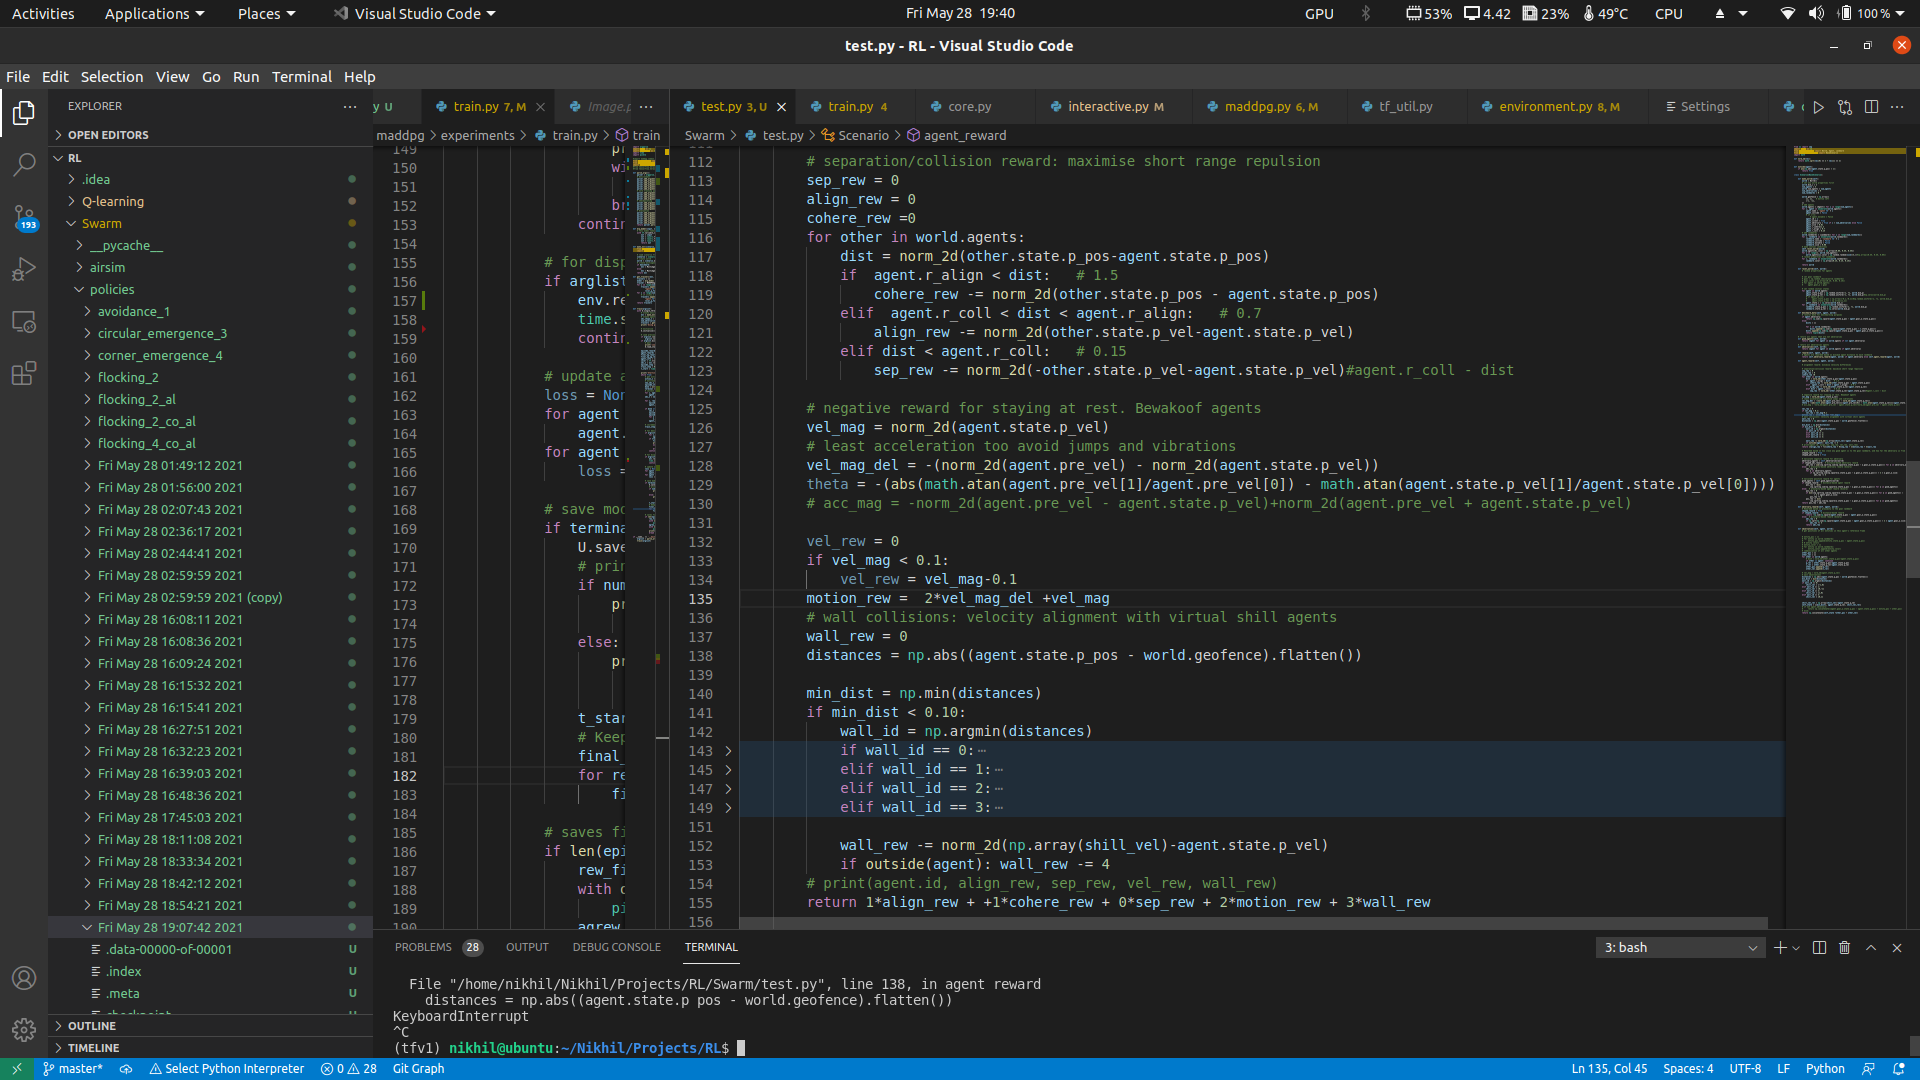 Activities Applications Places Visual Studio Code Fri May 28 19:40 GPU 53% 4.42 23% 49°C CPU 100 %
test.py - RL - Visual Studio Code
File Edit Selection View Go Run Terminal Help
EXPLORER
OPEN EDITORS
RL
.idea
Q-learning
Swarm
__pycache__
airsim
policies
avoidance_1
circular_emergence_3
corner_emergence_4
flocking_2
flocking_2_al
flocking_2_co_al
flocking_4_co_al
Fri May 28 01:49:12 2021
Fri May 28 01:56:00 2021
Fri May 28 02:07:43 2021
Fri May 28 02:36:17 2021
Fri May 28 02:44:41 2021
Fri May 28 02:59:59 2021
Fri May 28 02:59:59 2021 (copy)
Fri May 28 16:08:11 2021
Fri May 28 16:08:36 2021
Fri May 28 16:09:24 2021
Fri May 28 16:15:32 2021
Fri May 28 16:15:41 2021
Fri May 28 16:27:51 2021
Fri May 28 16:32:23 2021
Fri May 28 16:39:03 2021
Fri May 28 16:48:36 2021
Fri May 28 17:45:03 2021
Fri May 28 18:11:08 2021
Fri May 28 18:33:34 2021
Fri May 28 18:42:12 2021
Fri May 28 18:54:21 2021
Fri May 28 19:07:42 2021
.data-00000-of-00001 U
.index U
.meta U
OUTLINE
TIMELINE
193
y U train.py 7, M Image.p
maddpg > experiments > train.py > train
149 pr
150 wi
151
152 br
153 contin
154
155 # for disp
156 if arglist
157 env.re
158 time.s
159 contin
160
161 # update a
162 loss = Non
163 for agent
164 agent.
165 for agent
166 loss =
167
168 # save mod
169 if termina
170 U.save
171 # prin
172 if num
173 pr
174
175 else:
176 pr
177
178
179 t_star
180 # Keep
181 final_
182 for re
183 fi
184
185 # saves fi
186 if len(epi
187 rew_fi
188 with o
189 pi
190 agrew
test.py 3, U train.py 4 core.py interactive.py M maddpg.py 6, M tf_util.py environment.py 8, M Settings
Swarm > test.py > Scenario > agent_reward
112 # separation/collision reward: maximise short range repulsion
113 sep_rew = 0
114 align_rew = 0
115 cohere_rew =0
116 for other in world.agents:
117 dist = norm_2d(other.state.p_pos-agent.state.p_pos)
118 if  agent.r_align < dist:   # 1.5
119 cohere_rew -= norm_2d(other.state.p_pos - agent.state.p_pos)
120 elif  agent.r_coll < dist < agent.r_align:   # 0.7
121 align_rew -= norm_2d(other.state.p_vel-agent.state.p_vel)
122 elif dist < agent.r_coll:   # 0.15
123 sep_rew -= norm_2d(-other.state.p_vel-agent.state.p_vel)#agent.r_coll - dist
124
125 # negative reward for staying at rest. Bewakoof agents
126 vel_mag = norm_2d(agent.state.p_vel)
127 # least acceleration too avoid jumps and vibrations
128 vel_mag_del = -(norm_2d(agent.pre_vel) - norm_2d(agent.state.p_vel))
129 theta = -(abs(math.atan(agent.pre_vel[1]/agent.pre_vel[0]) - math.atan(agent.state.p_vel[1]/agent.state.p_vel[0])))
130 # acc_mag = -norm_2d(agent.pre_vel - agent.state.p_vel)+norm_2d(agent.pre_vel + agent.state.p_vel)
131
132 vel_rew = 0
133 if vel_mag < 0.1:
134 vel_rew = vel_mag-0.1
135 motion_rew =  2*vel_mag_del +vel_mag
136 # wall collisions: velocity alignment with virtual shill agents
137 wall_rew = 0
138 distances = np.abs((agent.state.p_pos - world.geofence).flatten())
139
140 min_dist = np.min(distances)
141 if min_dist < 0.10:
142 wall_id = np.argmin(distances)
143 if wall_id == 0:⋯
145 elif wall_id == 1:⋯
147 elif wall_id == 2:⋯
149 elif wall_id == 3:⋯
151
152 wall_rew -= norm_2d(np.array(shill_vel)-agent.state.p_vel)
153 if outside(agent): wall_rew -= 4
154 # print(agent.id, align_rew, sep_rew, vel_rew, wall_rew)
155 return 1*align_rew + +1*cohere_rew + 0*sep_rew + 2*motion_rew + 3*wall_rew
156
PROBLEMS 28 OUTPUT DEBUG CONSOLE TERMINAL 3: bash
File "/home/nikhil/Nikhil/Projects/RL/Swarm/test.py", line 138, in agent reward
distances = np.abs((agent.state.p pos - world.geofence).flatten())
KeyboardInterrupt
^C
(tfv1) nikhil@ubuntu:~/Nikhil/Projects/RL$
master* Select Python Interpreter 0 28 Git Graph Ln 135, Col 45 Spaces: 4 UTF-8 LF Python